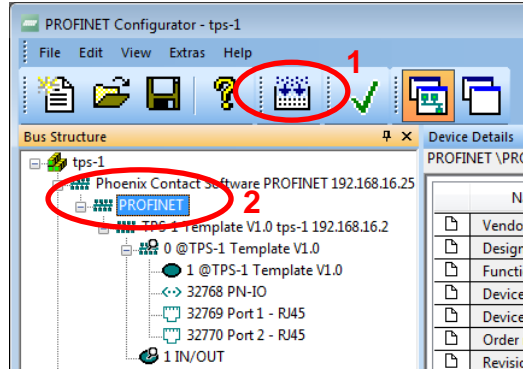 PROFINET Configurator - tps-1
File Edit View Extras Help
1
Bus Structure
Device Details
tps-1
PROFINET \PRO
Phoenix Contact Software PROFINET 192.168.16.25
N
PROFINET
2
Vendo
TPS-1 Template V1.0 tps-1 192.168.16.2
Design
0 @TPS-1 Template V1.0
Functi
1 @TPS-1 Template V1.0
Device
32768 PN-IO
Device
32769 Port 1 - RJ45
Order
32770 Port 2 - RJ45
Revisio
1 IN/OUT